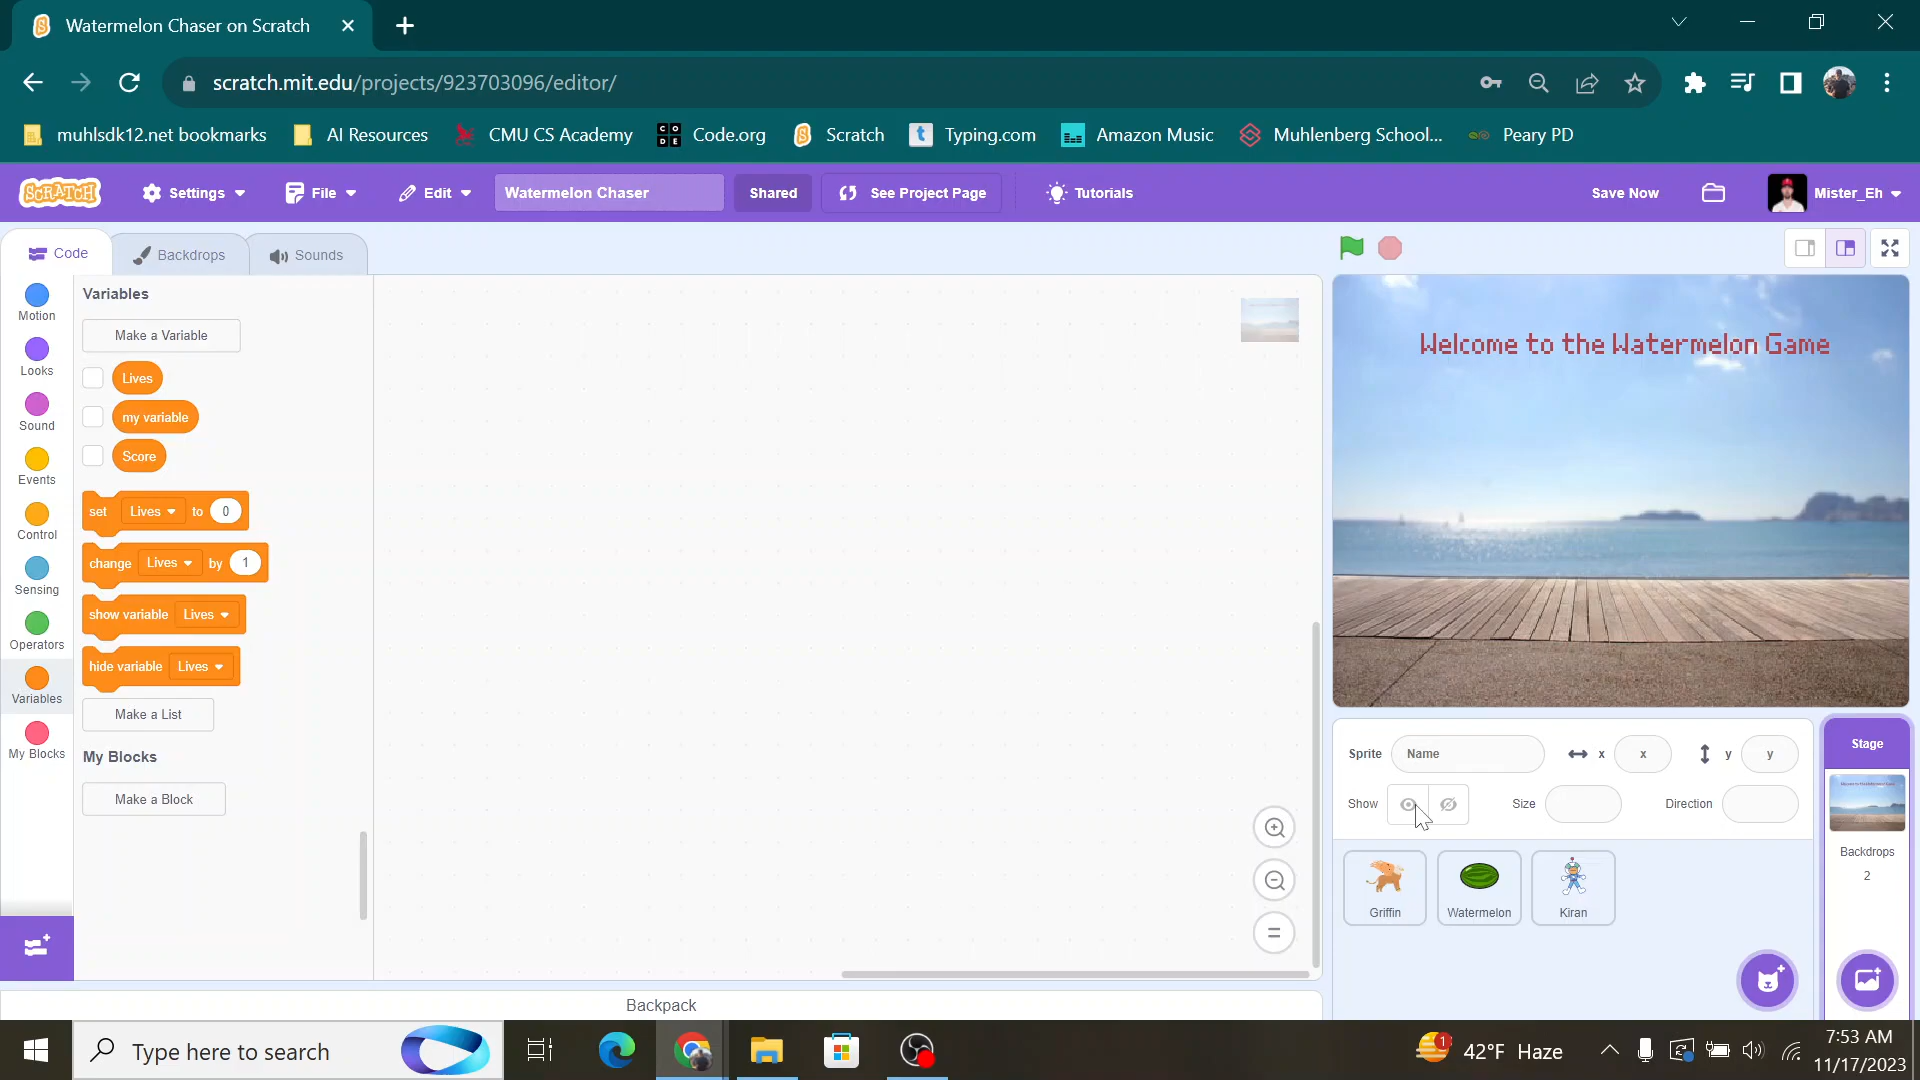 Watermelon Chaser on Scratch
scratch.mit.edu/projects/923703096/editor/
muhlsdk12.net bookmarks
AI Resources
CMU CS Academy
CODE
Code.org
Scratch
t
Typing.com
Amazon Music
Muhlenberg School...
Peary PD
SCRATCH
Settings
File
Edit
Watermelon Chaser
Shared
See Project Page
Tutorials
Save Now
Mister_Eh
Code
Backdrops
Sounds
Motion
Looks
Sound
Events
Control
Sensing
Operators
Variables
My Blocks
Variables
Make a Variable
Lives
my variable
Score
set Lives to 0
change Lives by 1
show variable Lives
hide variable Lives
Make a List
My Blocks
Make a Block
Backpack
Welcome to the Watermelon Game
Sprite
Name
x
x
y
y
Show
Size
Direction
Griffin
Watermelon
Kiran
Stage
Backdrops
2
Type here to search
1
42°F Haze
7:53 AM
11/17/2023